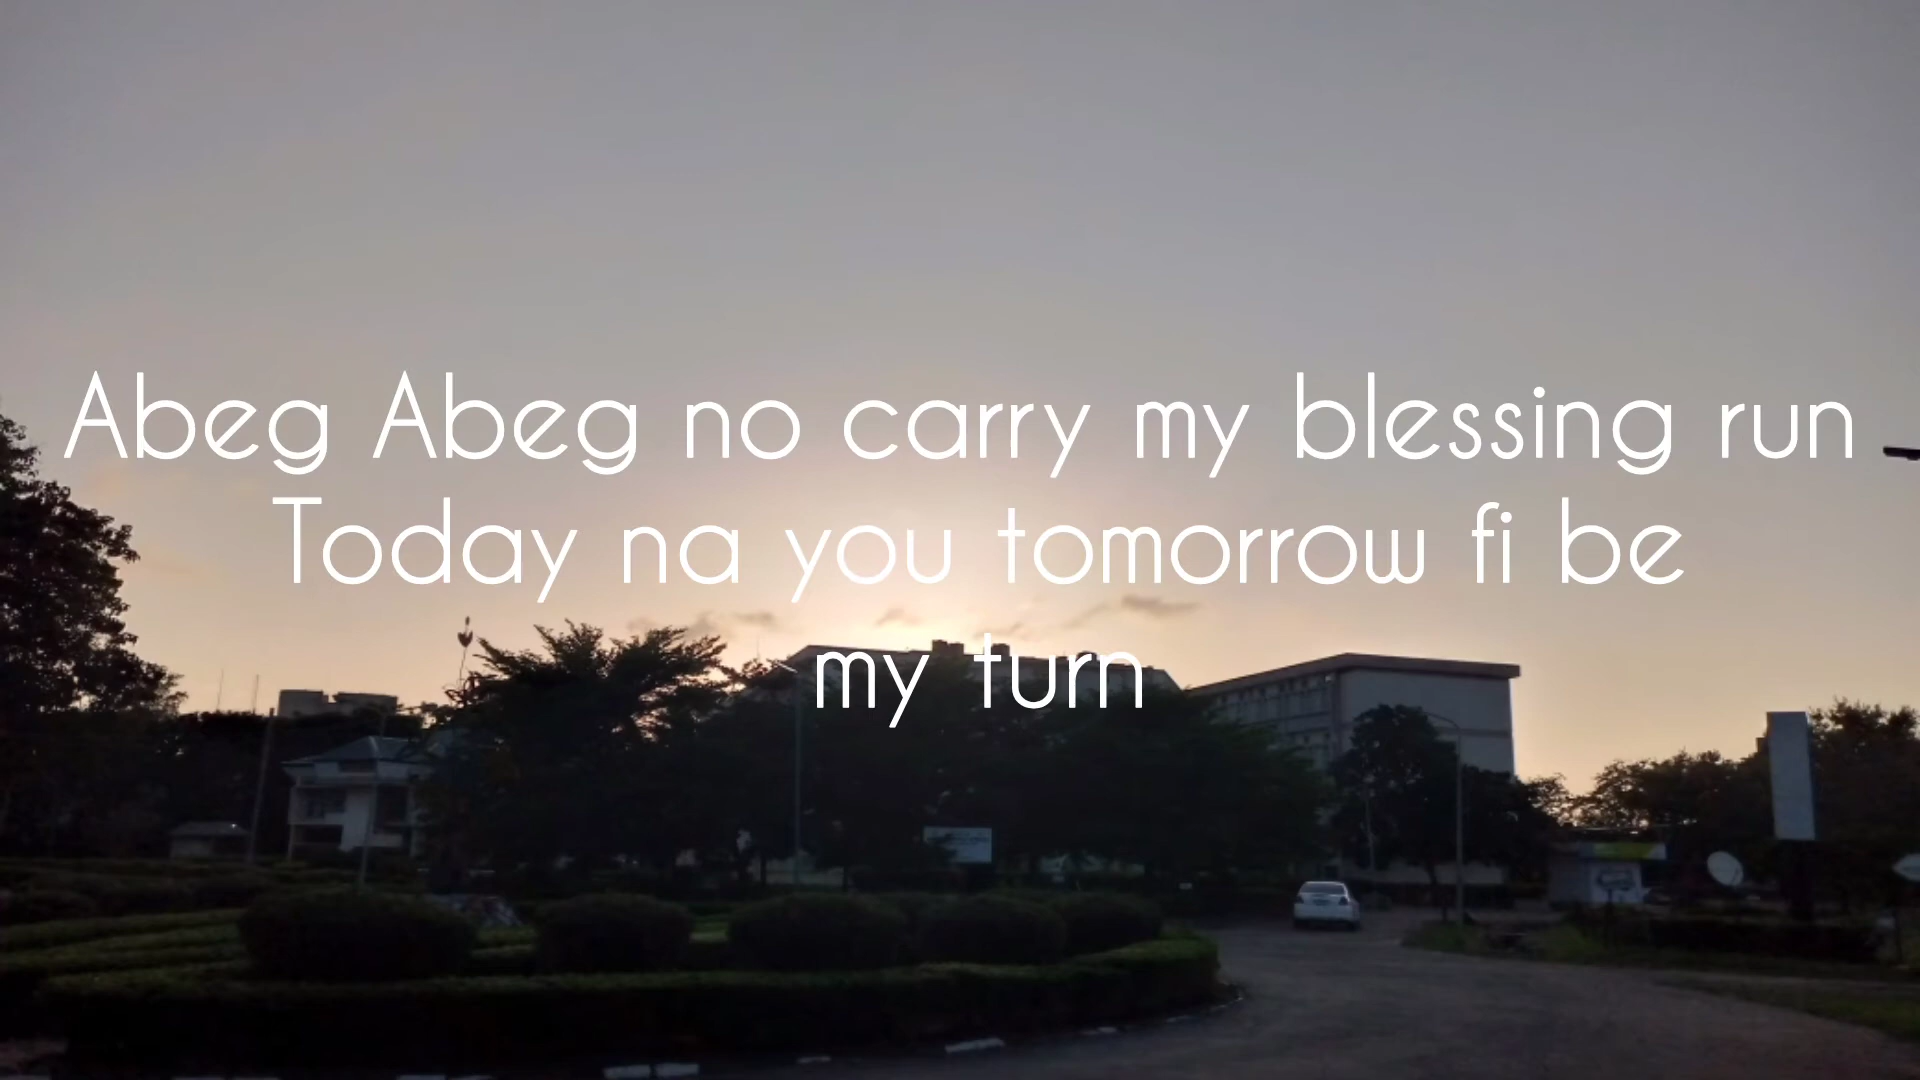 Abeg Abeg no carry my blessing run
Today na you tomorrow fi be
my turn